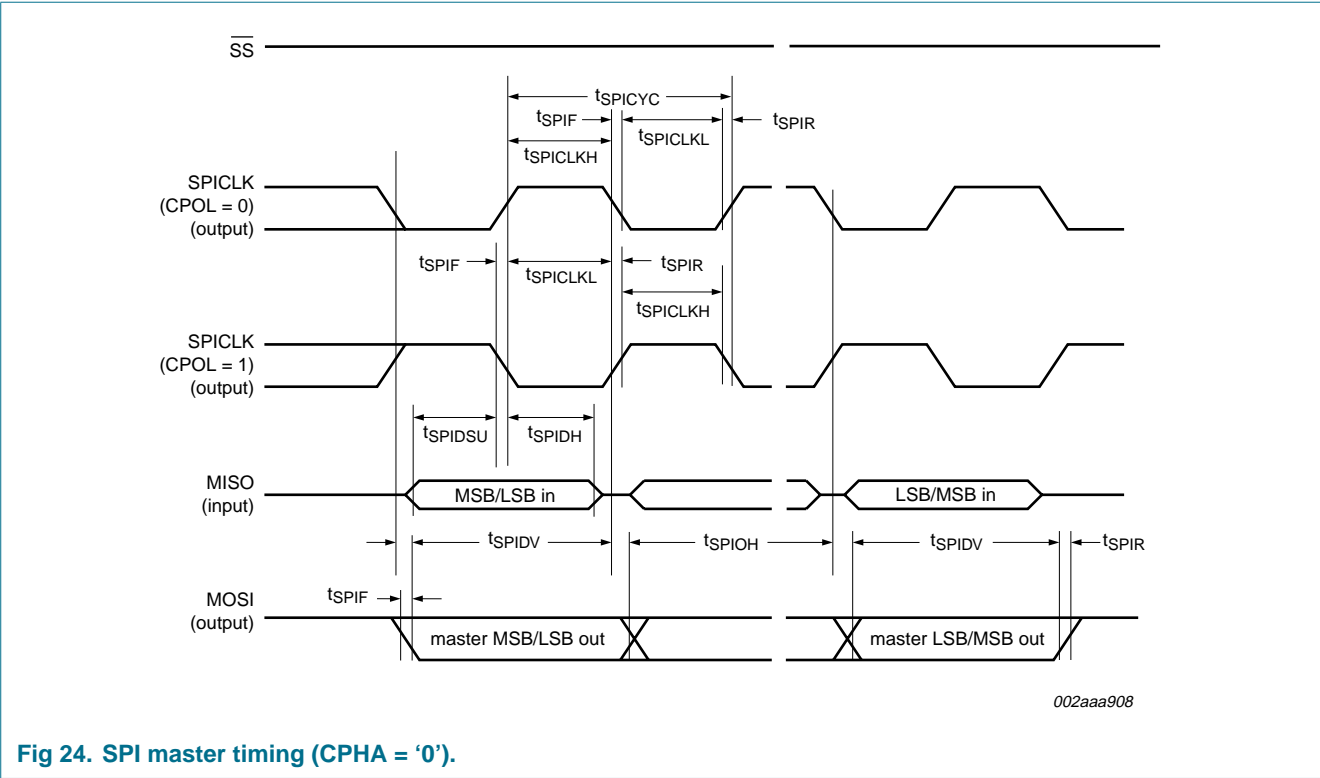 SS
tSPICYC
tSPIF
tSPICLKL
tSPIR
tSPICLKH
SPICLK
(CPOL = 0)
(output)
tSPIF
tSPICLKL
tSPIR
tSPICLKH
SPICLK
(CPOL = 1)
(output)
tSPIDSU
tSPIDH
MISO
(input)
MSB/LSB in
LSB/MSB in
tSPIDV
tSPIOH
tSPIDV
tSPIR
tSPIF
MOSI
(output)
master MSB/LSB out
master LSB/MSB out
002aaa908
Fig 24. SPI master timing (CPHA = ‘0’).